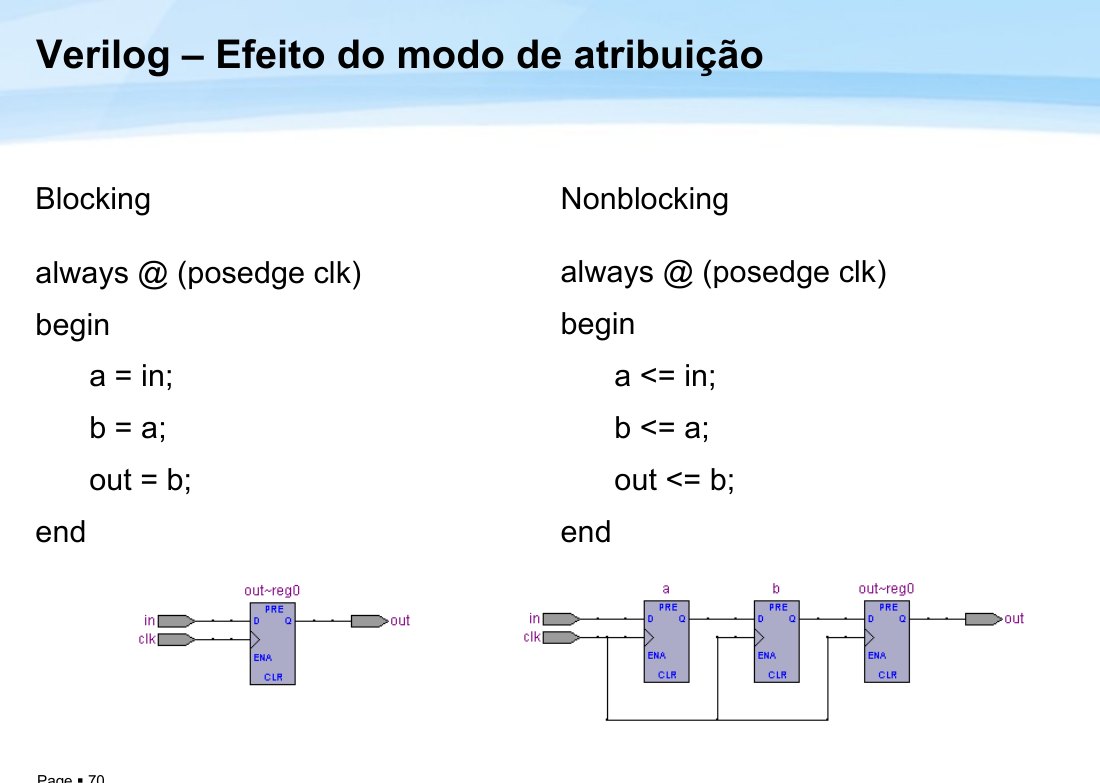 Verilog – Efeito do modo de atribuição
Blocking
always @ (posedge clk)
begin
a = in;
b = a;
out = b;
end
out~reg0
PRE
in
D
Q
out
clk
ENA
CLR
Nonblocking
always @ (posedge clk)
begin
a <= in;
b <= a;
out <= b;
end
a
b
out~reg0
PRE
PRE
PRE
in
D
Q
D
Q
D
Q
out
clk
ENA
ENA
ENA
CLR
CLR
CLR
Page ▪ 70